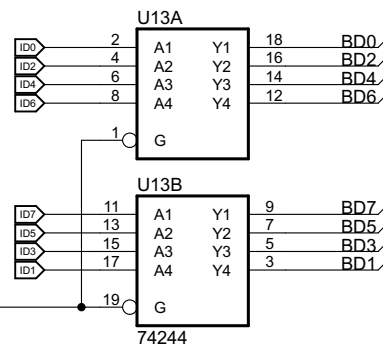 U13A
ID0 2 A1 Y1 18 BD0
ID2 4 A2 Y2 16 BD2
ID4 6 A3 Y3 14 BD4
ID6 8 A4 Y4 12 BD6
1 G
U13B
ID7 11 A1 Y1 9 BD7
ID5 13 A2 Y2 7 BD5
ID3 15 A3 Y3 5 BD3
ID1 17 A4 Y4 3 BD1
19 G
74244